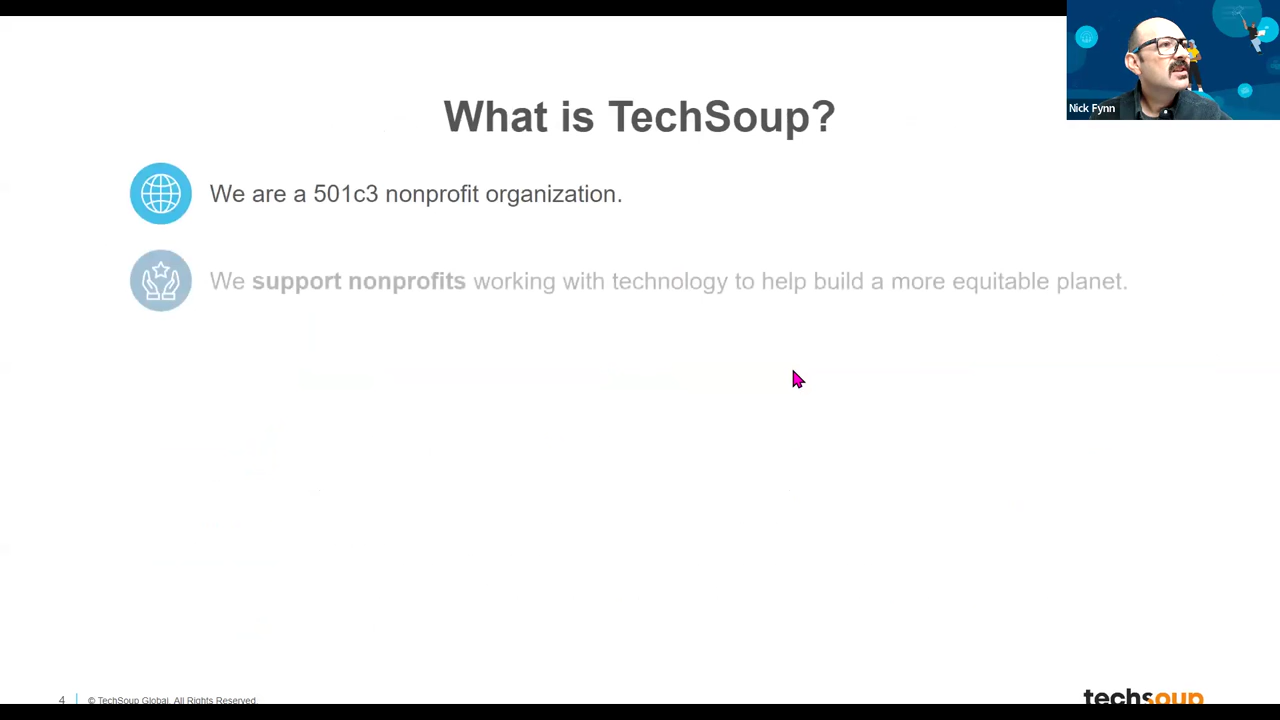 Nick Fynn
What is TechSoup?
We are a 501c3 nonprofit organization.
We support nonprofits working with technology to help build a more equitable planet.
4
© TechSoup Global. All Rights Reserved.
techsoup